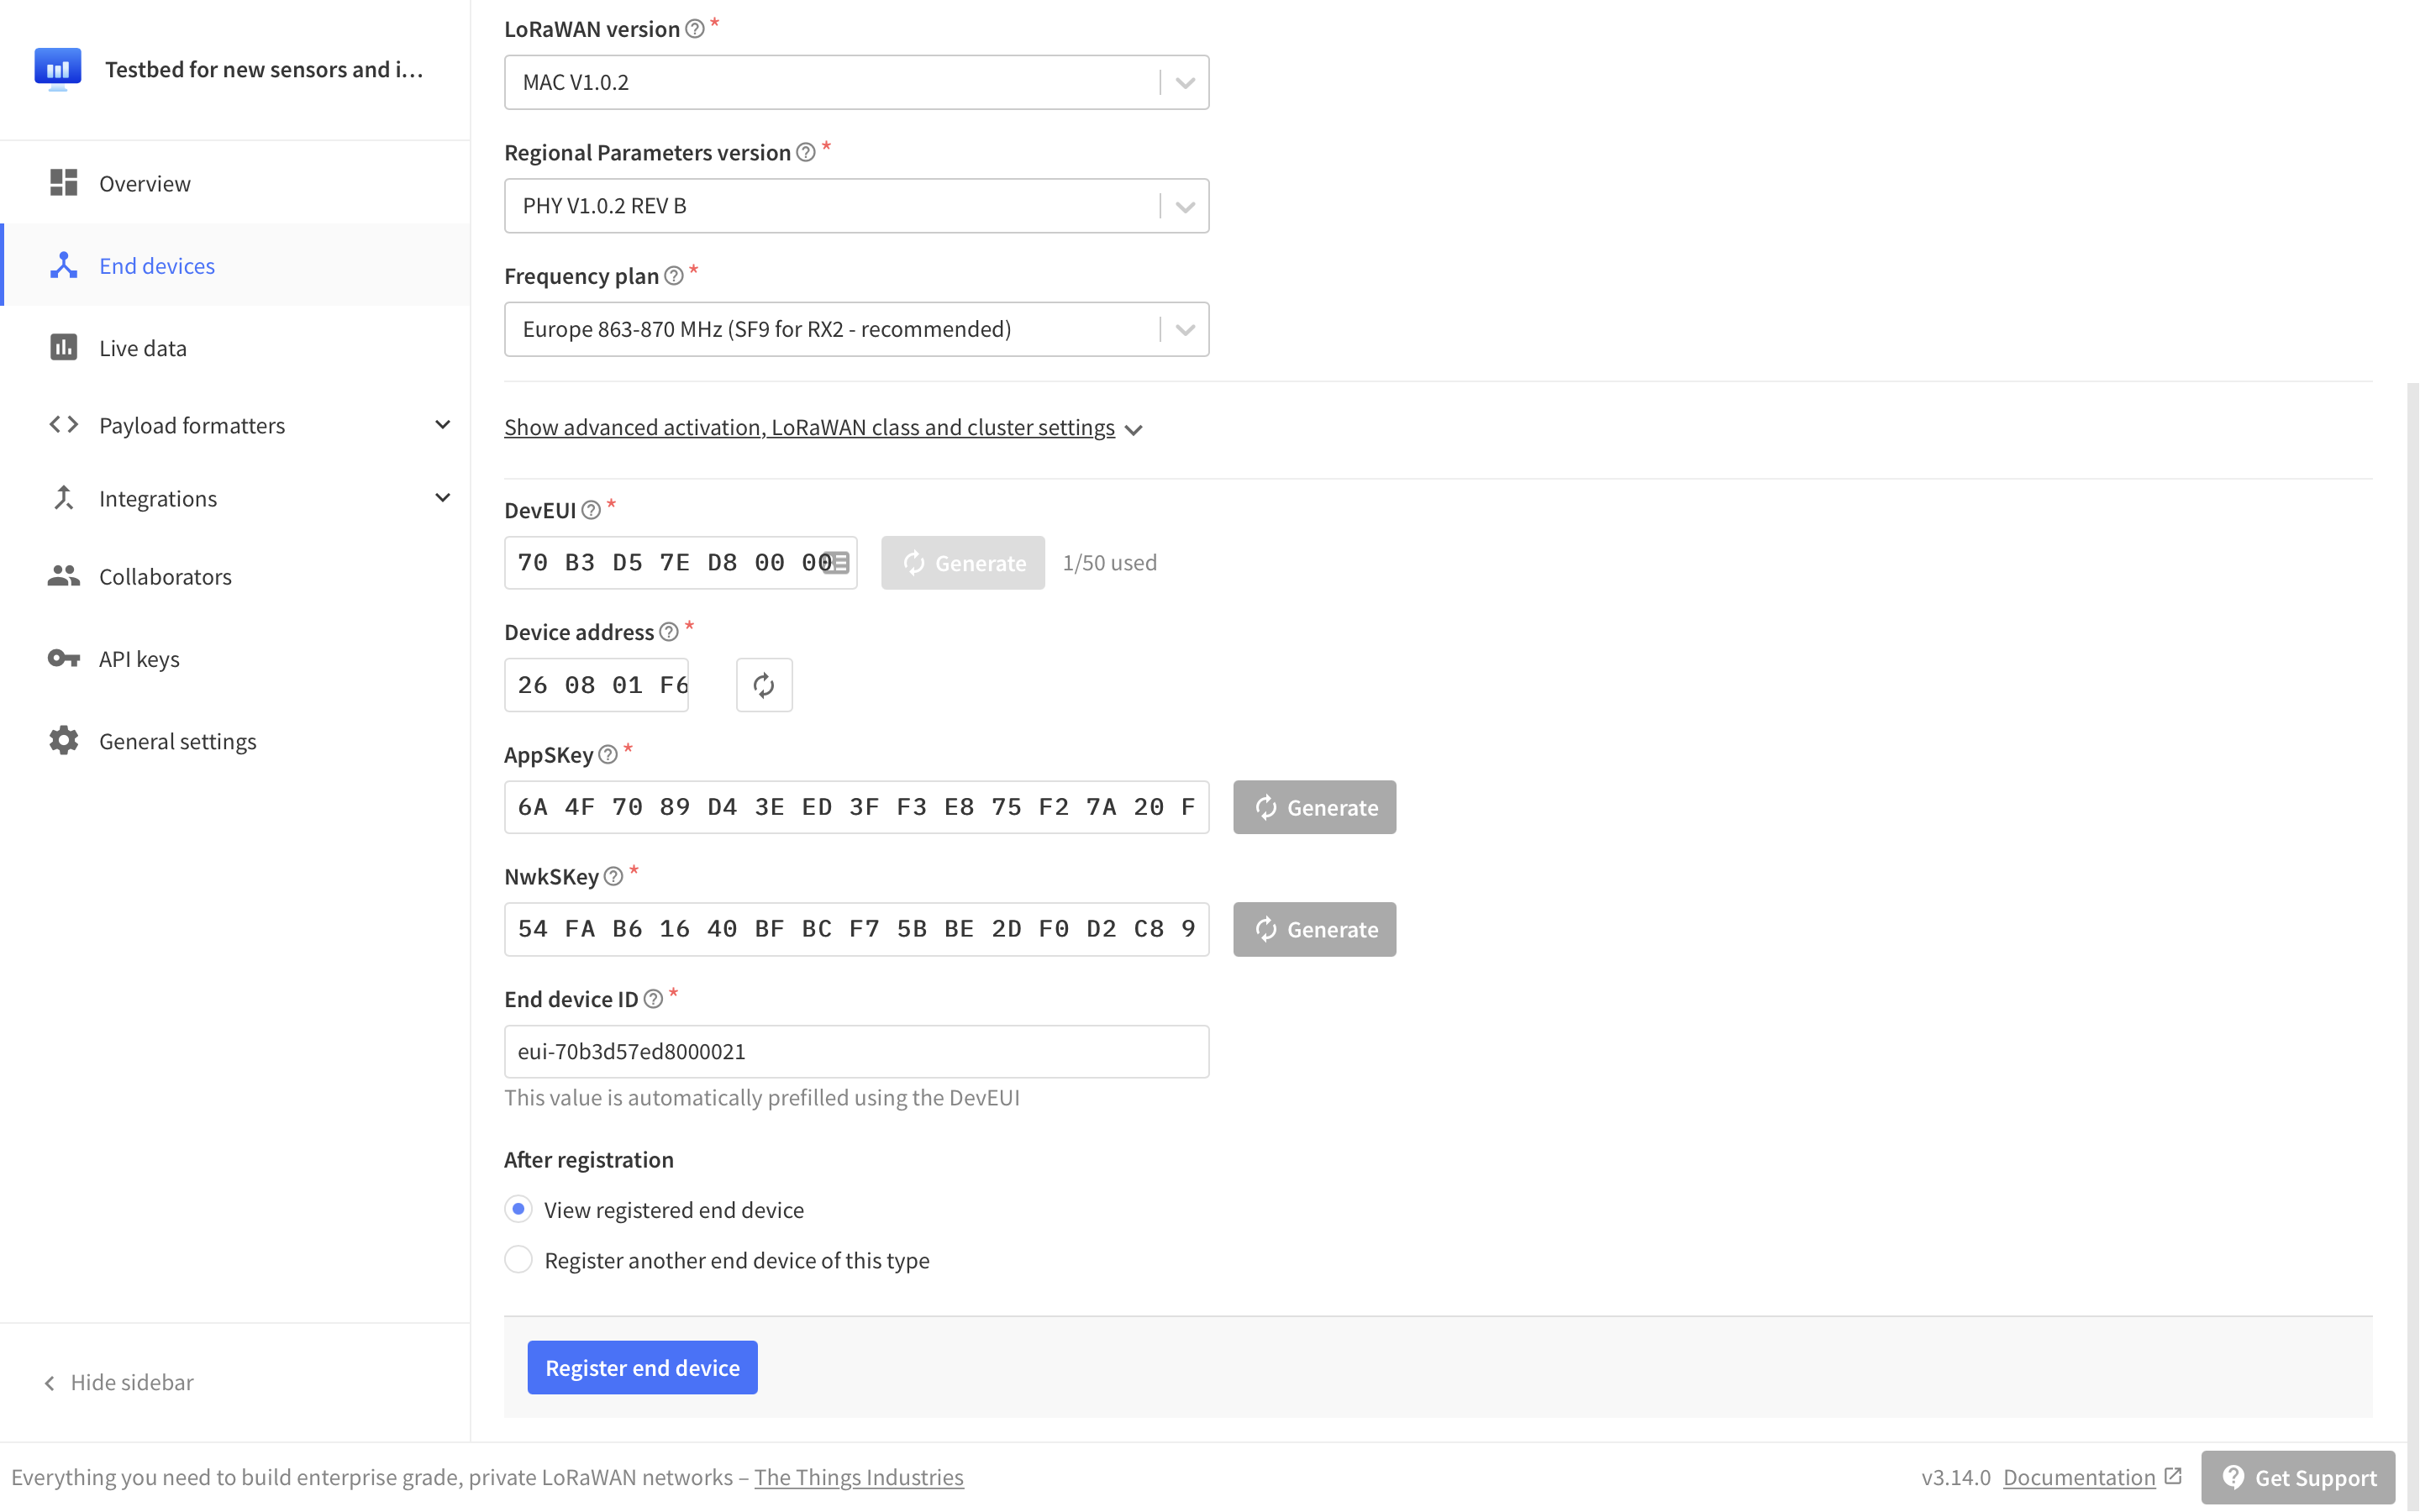 Testbed for new sensors and i...
Overview
End devices
Live data
Payload formatters
Integrations
Collaborators
API keys
General settings
Hide sidebar
LoRaWAN version *
MAC V1.0.2
Regional Parameters version *
PHY V1.0.2 REV B
Frequency plan *
Europe 863-870 MHz (SF9 for RX2 - recommended)
Show advanced activation, LoRaWAN class and cluster settings
DevEUI *
70 B3 D5 7E D8 00 00 Generate 1/50 used
Device address *
26 08 01 F6
AppSKey *
6A 4F 70 89 D4 3E ED 3F F3 E8 75 F2 7A 20 F Generate
NwkSKey *
54 FA B6 16 40 BF BC F7 5B BE 2D F0 D2 C8 9 Generate
End device ID *
eui-70b3d57ed8000021
This value is automatically prefilled using the DevEUI
After registration
View registered end device
Register another end device of this type
Register end device
Everything you need to build enterprise grade, private LoRaWAN networks – The Things Industries
v3.14.0 Documentation Get Support